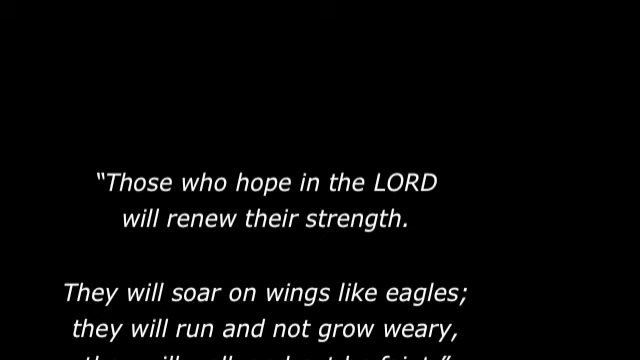 “Those who hope in the LORD
will renew their strength.
They will soar on wings like eagles;
they will run and not grow weary,